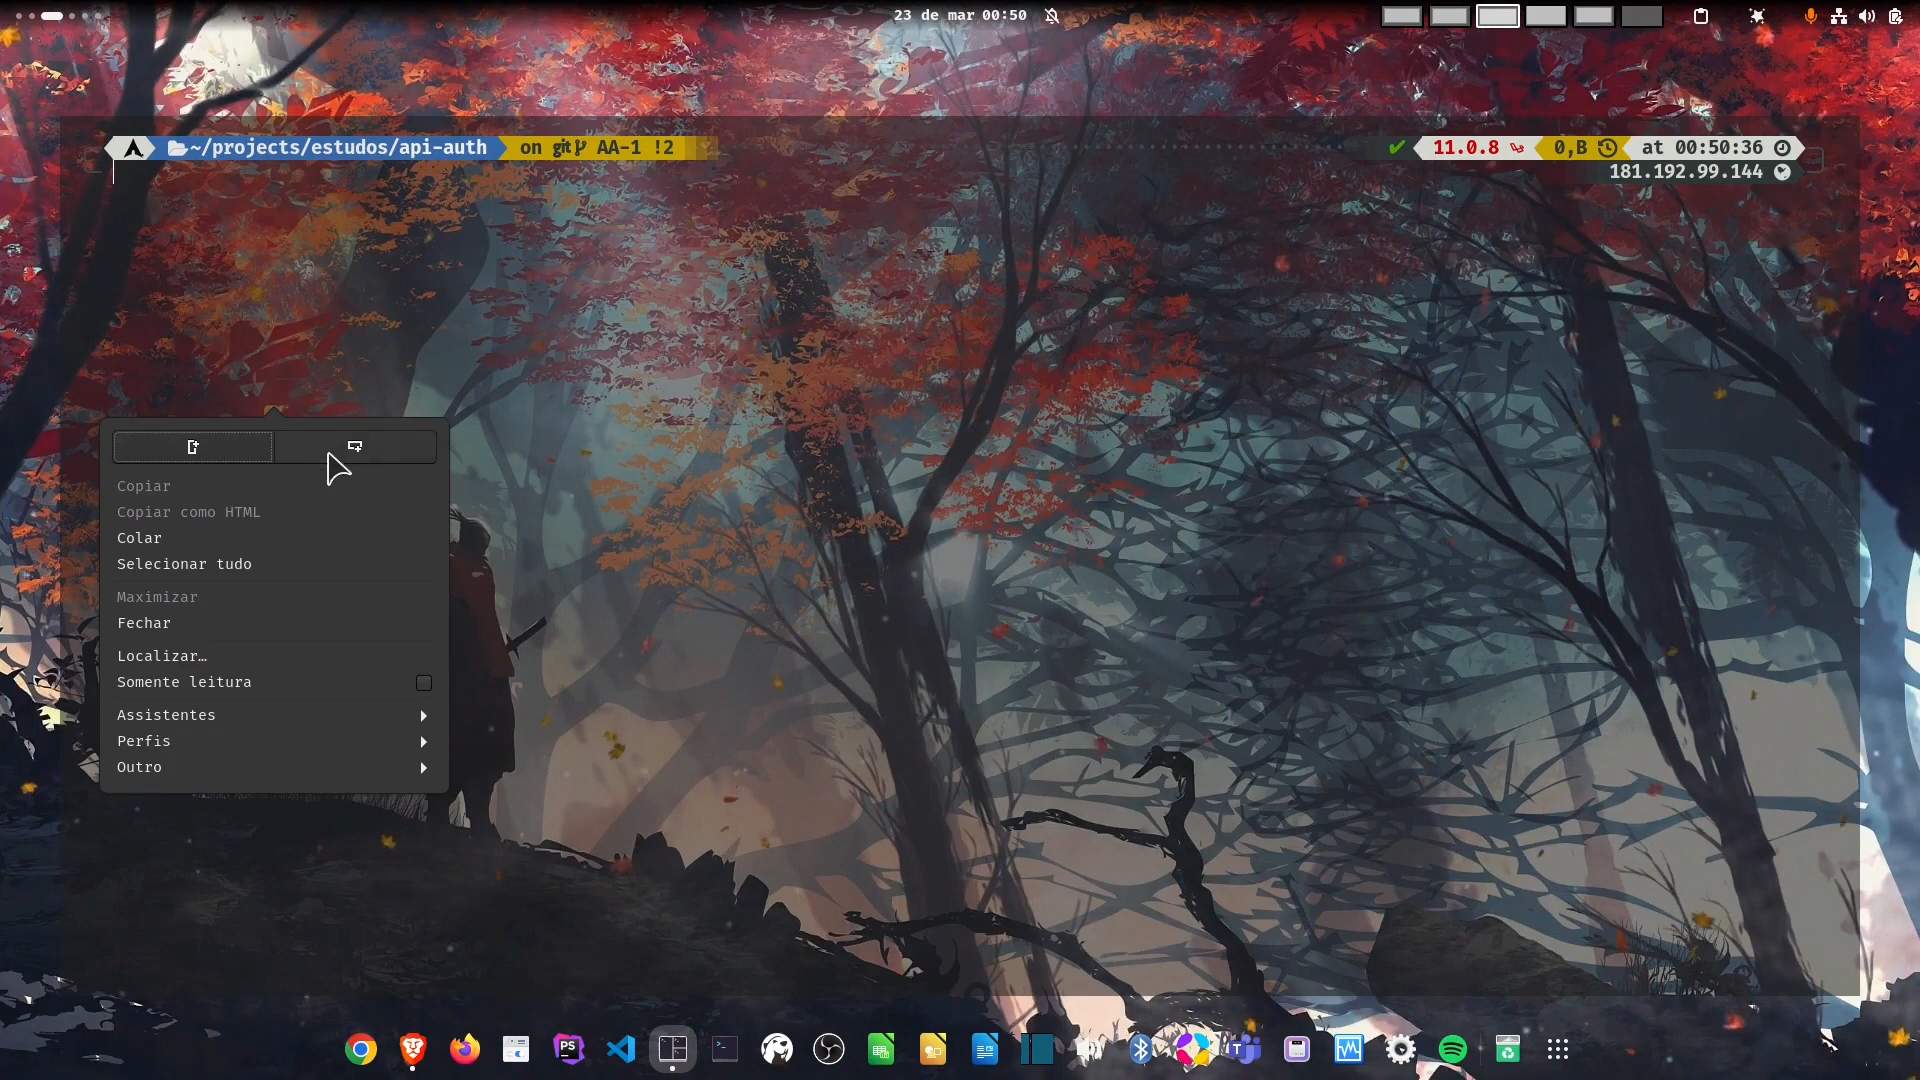 23 de mar 00:50
~/projects/estudos/api-auth on git AA-1 !2
11.0.8 0,B at 00:50:36
181.192.99.144
Copiar
Copiar como HTML
Colar
Selecionar tudo
Maximizar
Fechar
Localizar…
Somente leitura
Assistentes
Perfis
Outro
PS
>_
T